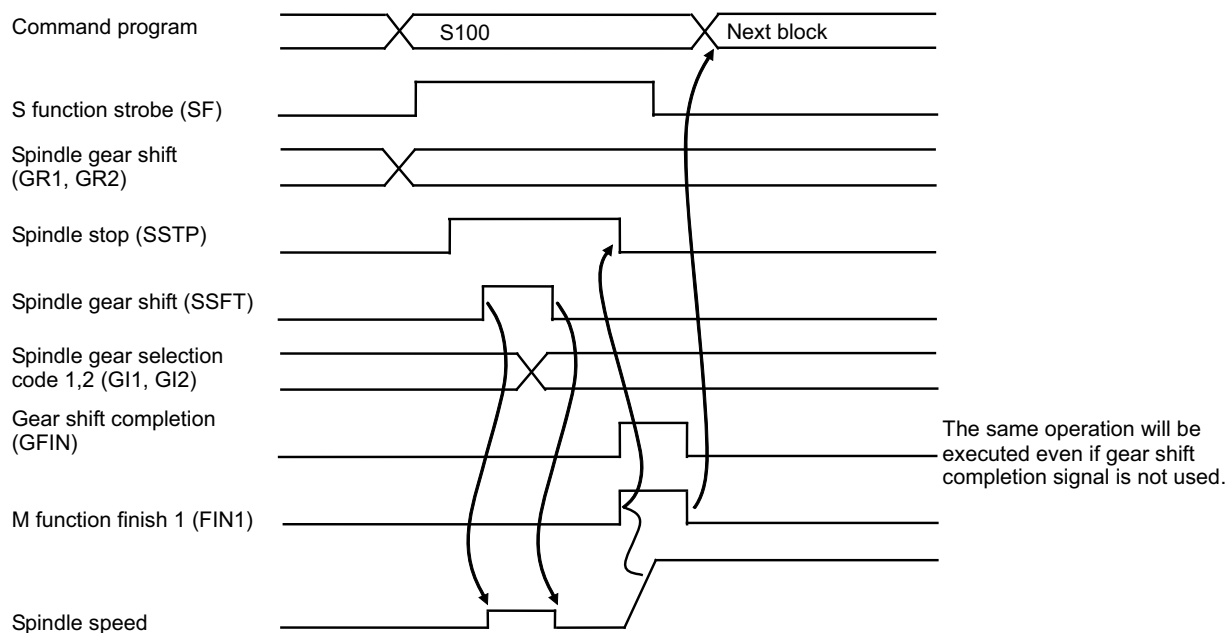 Command program
S100
Next block
S function strobe (SF)
Spindle gear shift
(GR1, GR2)
Spindle stop (SSTP)
Spindle gear shift (SSFT)
Spindle gear selection
code 1,2 (GI1, GI2)
Gear shift completion
(GFIN)
The same operation will be
executed even if gear shift
completion signal is not used.
M function finish 1 (FIN1)
Spindle speed